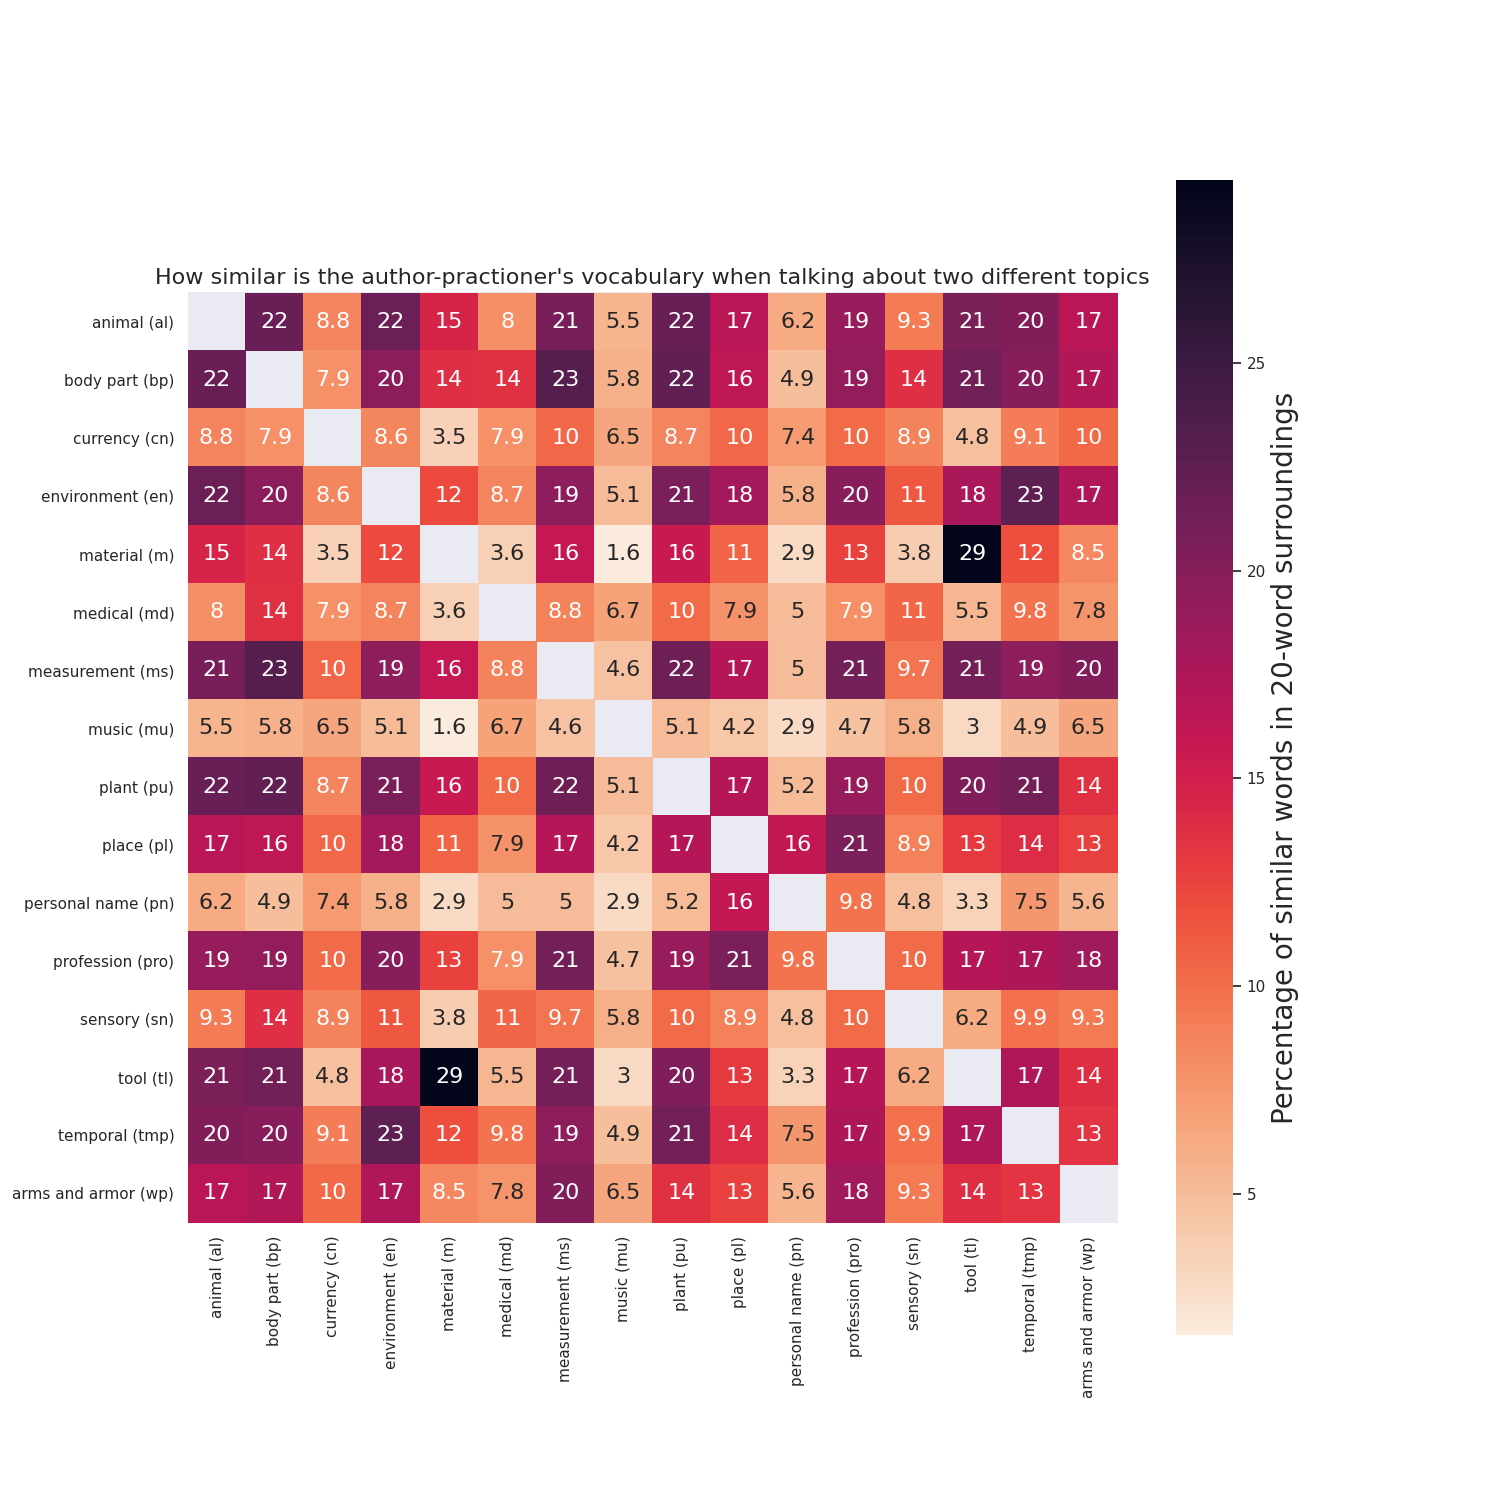 How similar is the author-practioner's vocabulary when talking about two different topics
animal (al) 22 8.8 22 15 8 21 5.5 22 17 6.2 19 9.3 21 20 17
body part (bp) 22 7.9 20 14 14 23 5.8 22 16 4.9 19 14 21 20 17
currency (cn) 8.8 7.9 8.6 3.5 7.9 10 6.5 8.7 10 7.4 10 8.9 4.8 9.1 10
environment (en) 22 20 8.6 12 8.7 19 5.1 21 18 5.8 20 11 18 23 17
material (m) 15 14 3.5 12 3.6 16 1.6 16 11 2.9 13 3.8 29 12 8.5
medical (md) 8 14 7.9 8.7 3.6 8.8 6.7 10 7.9 5 7.9 11 5.5 9.8 7.8
measurement (ms) 21 23 10 19 16 8.8 4.6 22 17 5 21 9.7 21 19 20
music (mu) 5.5 5.8 6.5 5.1 1.6 6.7 4.6 5.1 4.2 2.9 4.7 5.8 3 4.9 6.5
plant (pu) 22 22 8.7 21 16 10 22 5.1 17 5.2 19 10 20 21 14
place (pl) 17 16 10 18 11 7.9 17 4.2 17 16 21 8.9 13 14 13
personal name (pn) 6.2 4.9 7.4 5.8 2.9 5 5 2.9 5.2 16 9.8 4.8 3.3 7.5 5.6
profession (pro) 19 19 10 20 13 7.9 21 4.7 19 21 9.8 10 17 17 18
sensory (sn) 9.3 14 8.9 11 3.8 11 9.7 5.8 10 8.9 4.8 10 6.2 9.9 9.3
tool (tl) 21 21 4.8 18 29 5.5 21 3 20 13 3.3 17 6.2 17 14
temporal (tmp) 20 20 9.1 23 12 9.8 19 4.9 21 14 7.5 17 9.9 17 13
arms and armor (wp) 17 17 10 17 8.5 7.8 20 6.5 14 13 5.6 18 9.3 14 13
animal (al)
body part (bp)
currency (cn)
environment (en)
material (m)
medical (md)
measurement (ms)
music (mu)
plant (pu)
place (pl)
personal name (pn)
profession (pro)
sensory (sn)
tool (tl)
temporal (tmp)
arms and armor (wp)
25
20
15
10
5
Percentage of similar words in 20-word surroundings